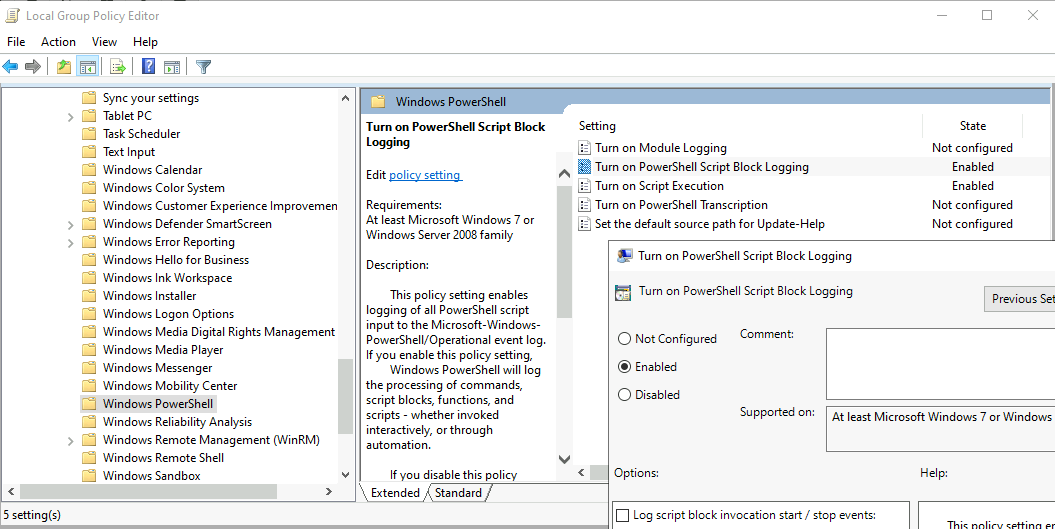 Local Group Policy Editor
File Action View Help
Sync your settings
Tablet PC
Task Scheduler
Text Input
Windows Calendar
Windows Color System
Windows Customer Experience Improvemen
Windows Defender SmartScreen
Windows Error Reporting
Windows Hello for Business
Windows Ink Workspace
Windows Installer
Windows Logon Options
Windows Media Digital Rights Management
Windows Media Player
Windows Messenger
Windows Mobility Center
Windows PowerShell
Windows Reliability Analysis
Windows Remote Management (WinRM)
Windows Remote Shell
Windows Sandbox
5 setting(s)
Windows PowerShell
Turn on PowerShell Script Block
Logging
Edit policy setting
Requirements:
At least Microsoft Windows 7 or
Windows Server 2008 family
Description:
This policy setting enables
logging of all PowerShell script
input to the Microsoft-Windows-
PowerShell/Operational event log.
If you enable this policy setting,
Windows PowerShell will log
the processing of commands,
script blocks, functions, and
scripts - whether invoked
interactively, or through
automation.
If you disable this policy
Extended Standard
Setting State
Turn on Module Logging Not configured
Turn on PowerShell Script Block Logging Enabled
Turn on Script Execution Enabled
Turn on PowerShell Transcription Not configured
Set the default source path for Update-Help Not configured
Turn on PowerShell Script Block Logging
Turn on PowerShell Script Block Logging
Previous Set
Not Configured
Comment:
Enabled
Disabled
Supported on:
At least Microsoft Windows 7 or Windows
Options:
Help:
Log script block invocation start / stop events:
This policy setting en